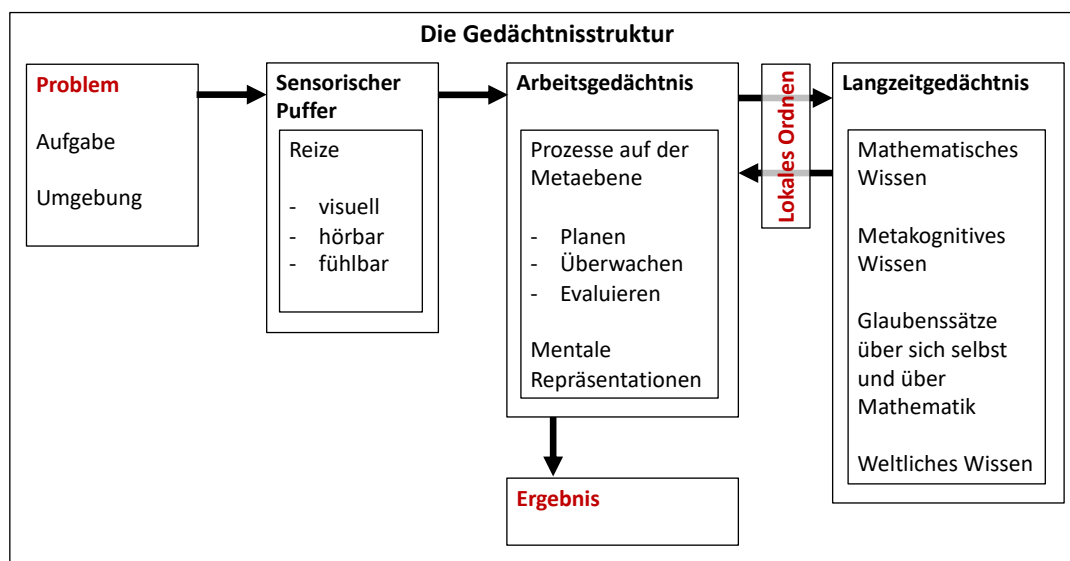 Die Gedächtnisstruktur
Problem
Aufgabe
Umgebung
Sensorischer
Puffer
Reize
- visuell
- hörbar
- fühlbar
Arbeitsgedächtnis
Prozesse auf der
Metaebene
- Planen
- Überwachen
- Evaluieren
Mentale
Repräsentationen
Lokales Ordnen
Langzeitgedächtnis
Mathematisches
Wissen
Metakognitives
Wissen
Glaubenssätze
über sich selbst
und über
Mathematik
Weltliches Wissen
Ergebnis